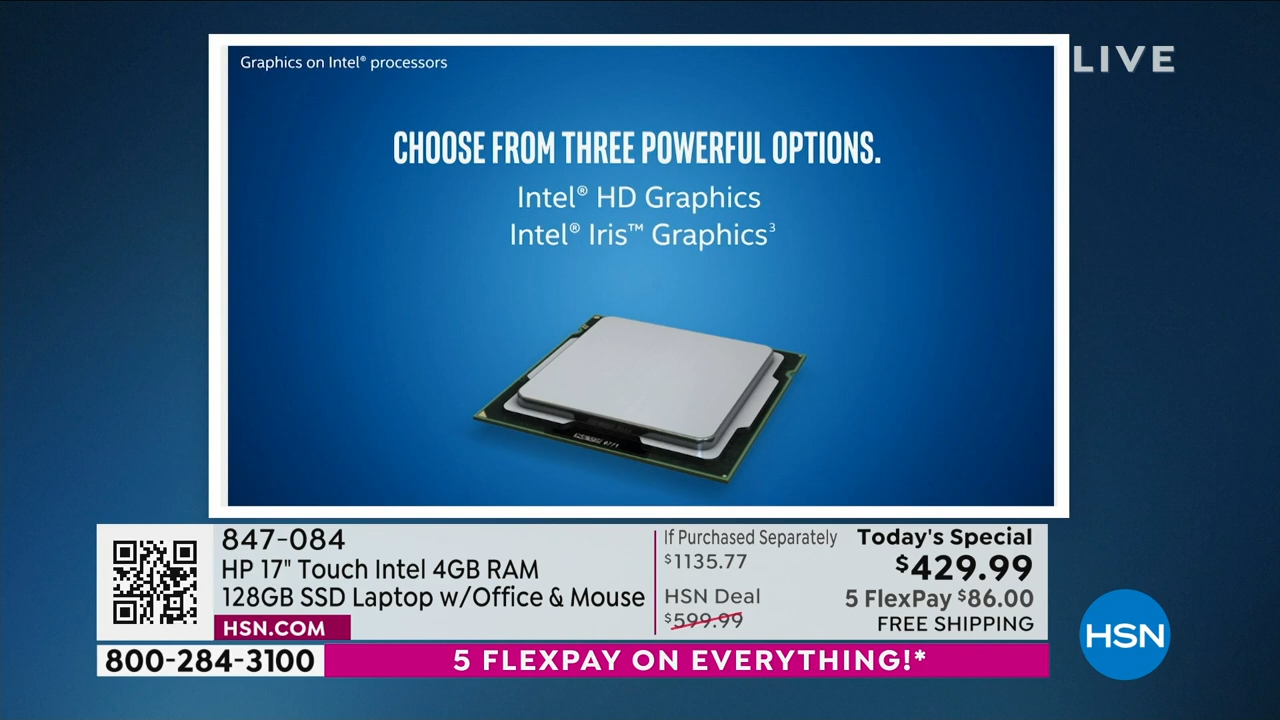 Graphics on Intel® processors
LIVE
CHOOSE FROM THREE POWERFUL OPTIONS.
Intel® HD Graphics
Intel® Iris™ Graphics³
847-084
HP 17" Touch Intel 4GB RAM
128GB SSD Laptop w/Office & Mouse
HSN.COM
If Purchased Separately
$1135.77
HSN Deal
$599.99
Today's Special
$429.99
5 FlexPay $86.00
FREE SHIPPING
HSN
800-284-3100
5 FLEXPAY ON EVERYTHING!*